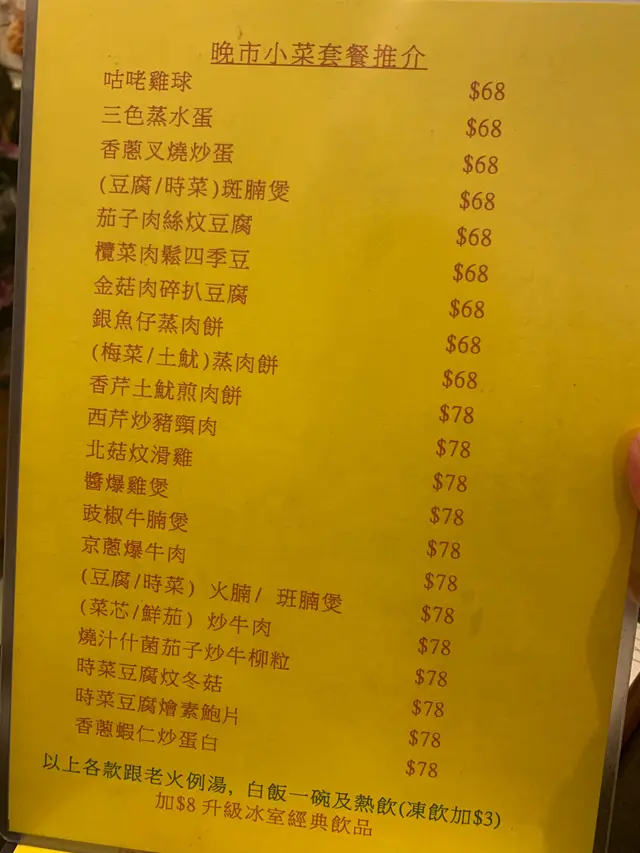 晚市小菜套餐推介
咕咾雞球 $68
三色蒸水蛋 $68
香蔥叉燒炒蛋 $68
(豆腐/時菜)斑腩煲 $68
茄子肉絲炆豆腐 $68
欖菜肉鬆四季豆 $68
金菇肉碎扒豆腐 $68
銀魚仔蒸肉餅 $68
(梅菜/土魷)蒸肉餅 $68
香芹土魷煎肉餅 $78
西芹炒豬頸肉 $78
北菇炆滑雞 $78
醬爆雞煲 $78
豉椒牛腩煲 $78
京蔥爆牛肉 $78
(豆腐/時菜) 火腩/ 班腩煲 $78
(菜芯/鮮茄) 炒牛肉 $78
燒汁什菌茄子炒牛柳粒 $78
時菜豆腐炆冬菇 $78
時菜豆腐燴素鮑片 $78
香蔥蝦仁炒蛋白 $78
以上各款跟老火例湯, 白飯一碗及熱飲(凍飲加$3)
加$8 升級冰室經典飲品